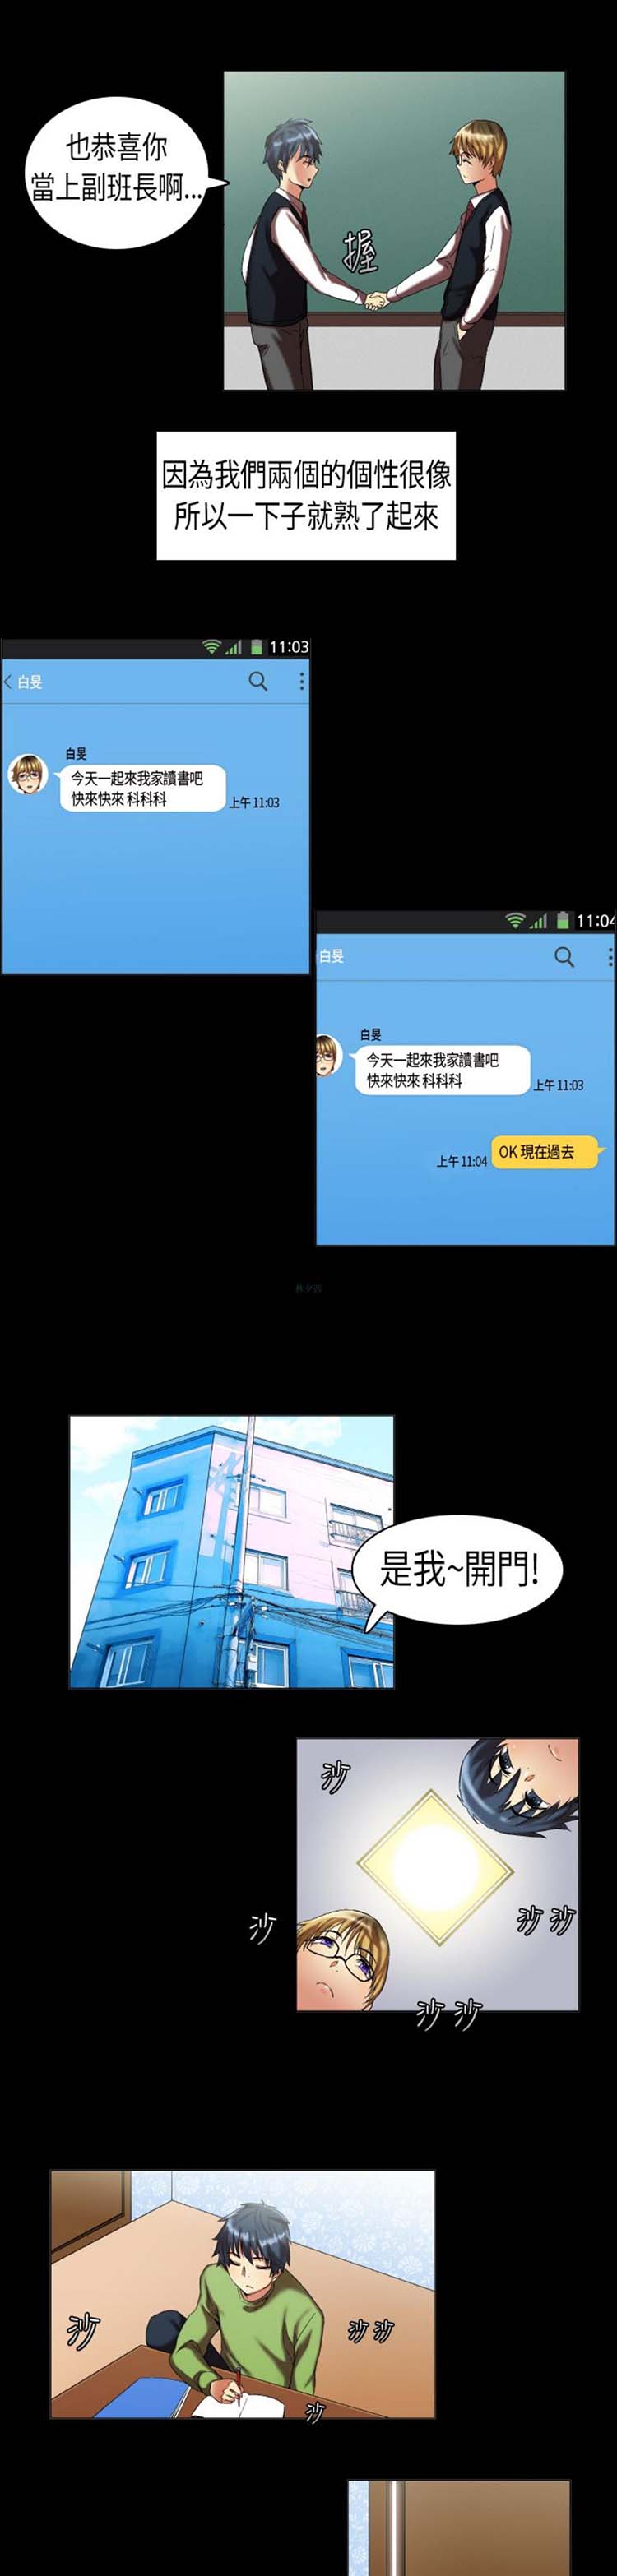 也恭喜你
當上副班長啊...
握
因為我們兩個的個性很像
所以一下子就熟了起來
11:03
白旻
白旻
今天一起來我家讀書吧
快來快來 科科科
上午 11:03
11:04
白旻
白旻
今天一起來我家讀書吧
快來快來 科科科
上午 11:03
OK 現在過去
上午 11:04
林夕西
是我~開門!
沙
沙 沙
沙
沙 沙
沙
沙 沙
沙